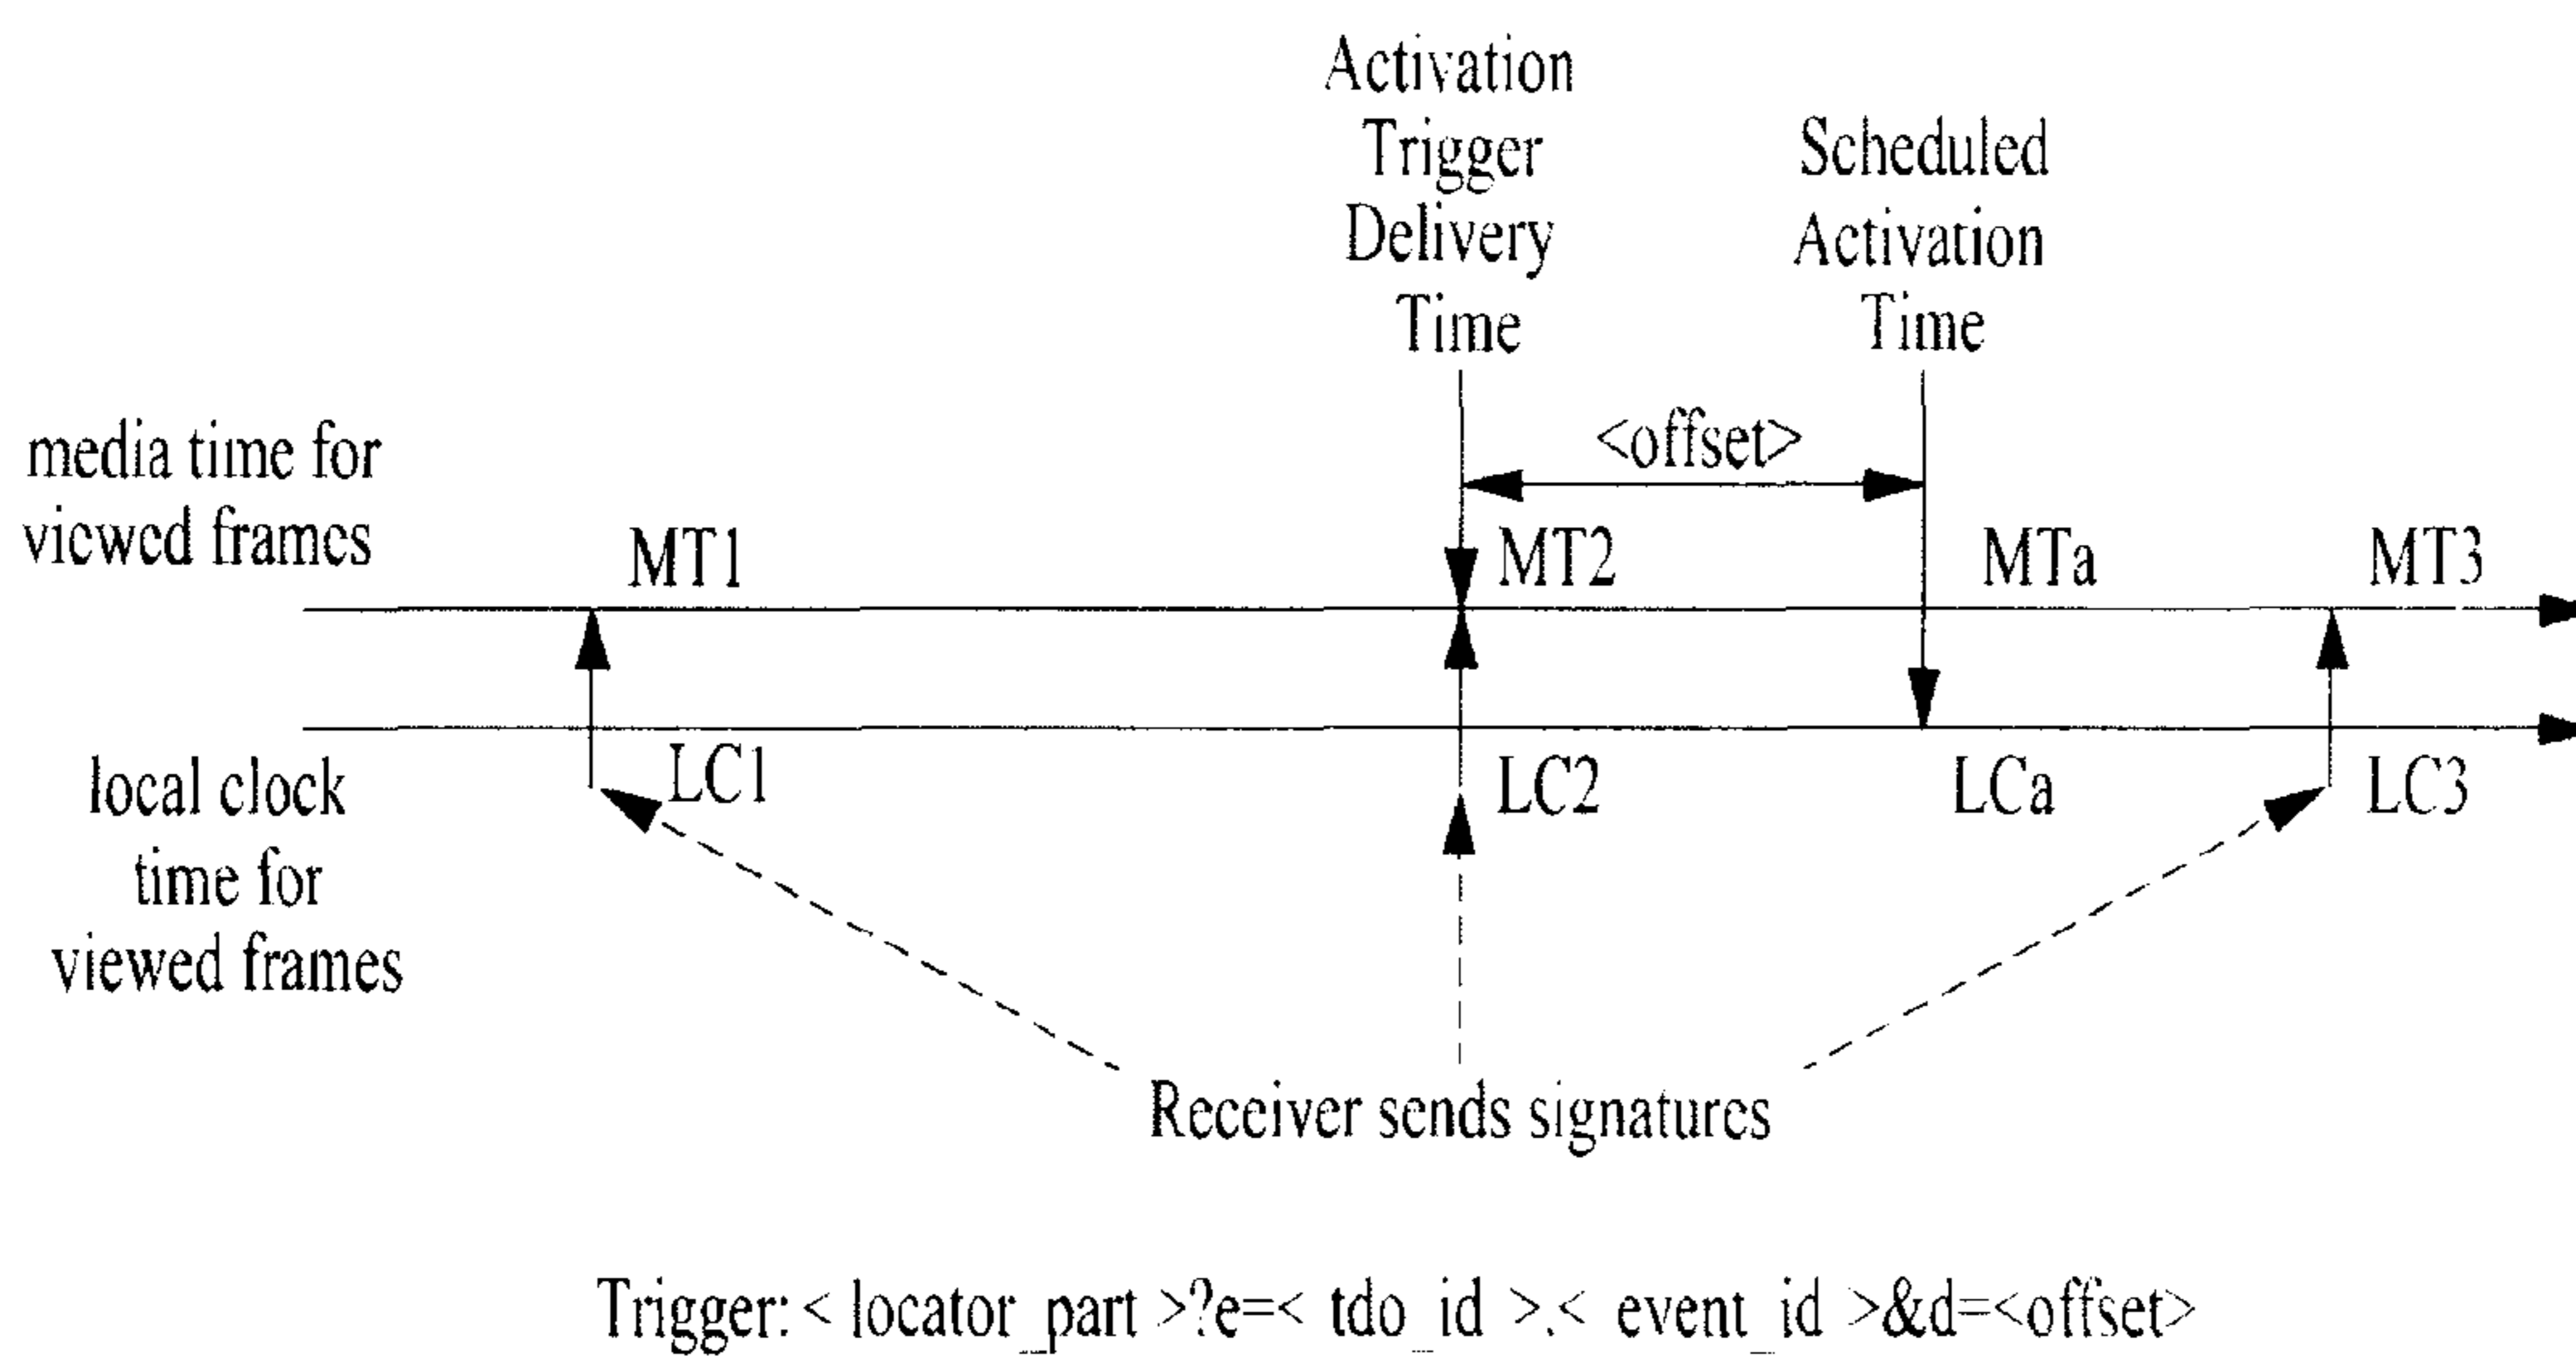 Activation
Trigger
Delivery
Time
Scheduled
Activation
Time
<offset>
media time for
viewed frames
MT1
MT2
MTa
MT3
local clock
time for
viewed frames
LC1
LC2
LCa
LC3
Receiver sends signatures
Trigger: < locator_part >?e=< tdo_id >.< event_id >&d=<offset>